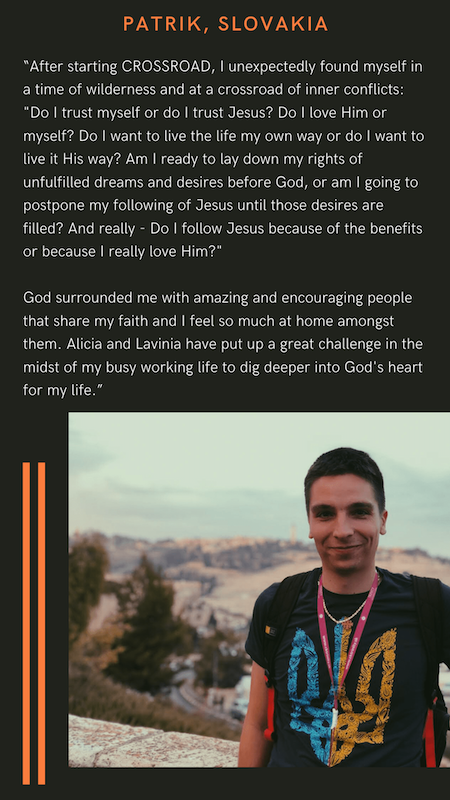 PATRIK, SLOVAKIA
“After starting CROSSROAD, I unexpectedly found myself in
a time of wilderness and at a crossroad of inner conflicts:
"Do I trust myself or do I trust Jesus? Do I love Him or
myself? Do I want to live the life my own way or do I want to
live it His way? Am I ready to lay down my rights of
unfulfilled dreams and desires before God, or am I going to
postpone my following of Jesus until those desires are
filled? And really - Do I follow Jesus because of the benefits
or because I really love Him?"
God surrounded me with amazing and encouraging people
that share my faith and I feel so much at home amongst
them. Alicia and Lavinia have put up a great challenge in the
midst of my busy working life to dig deeper into God's heart
for my life.”